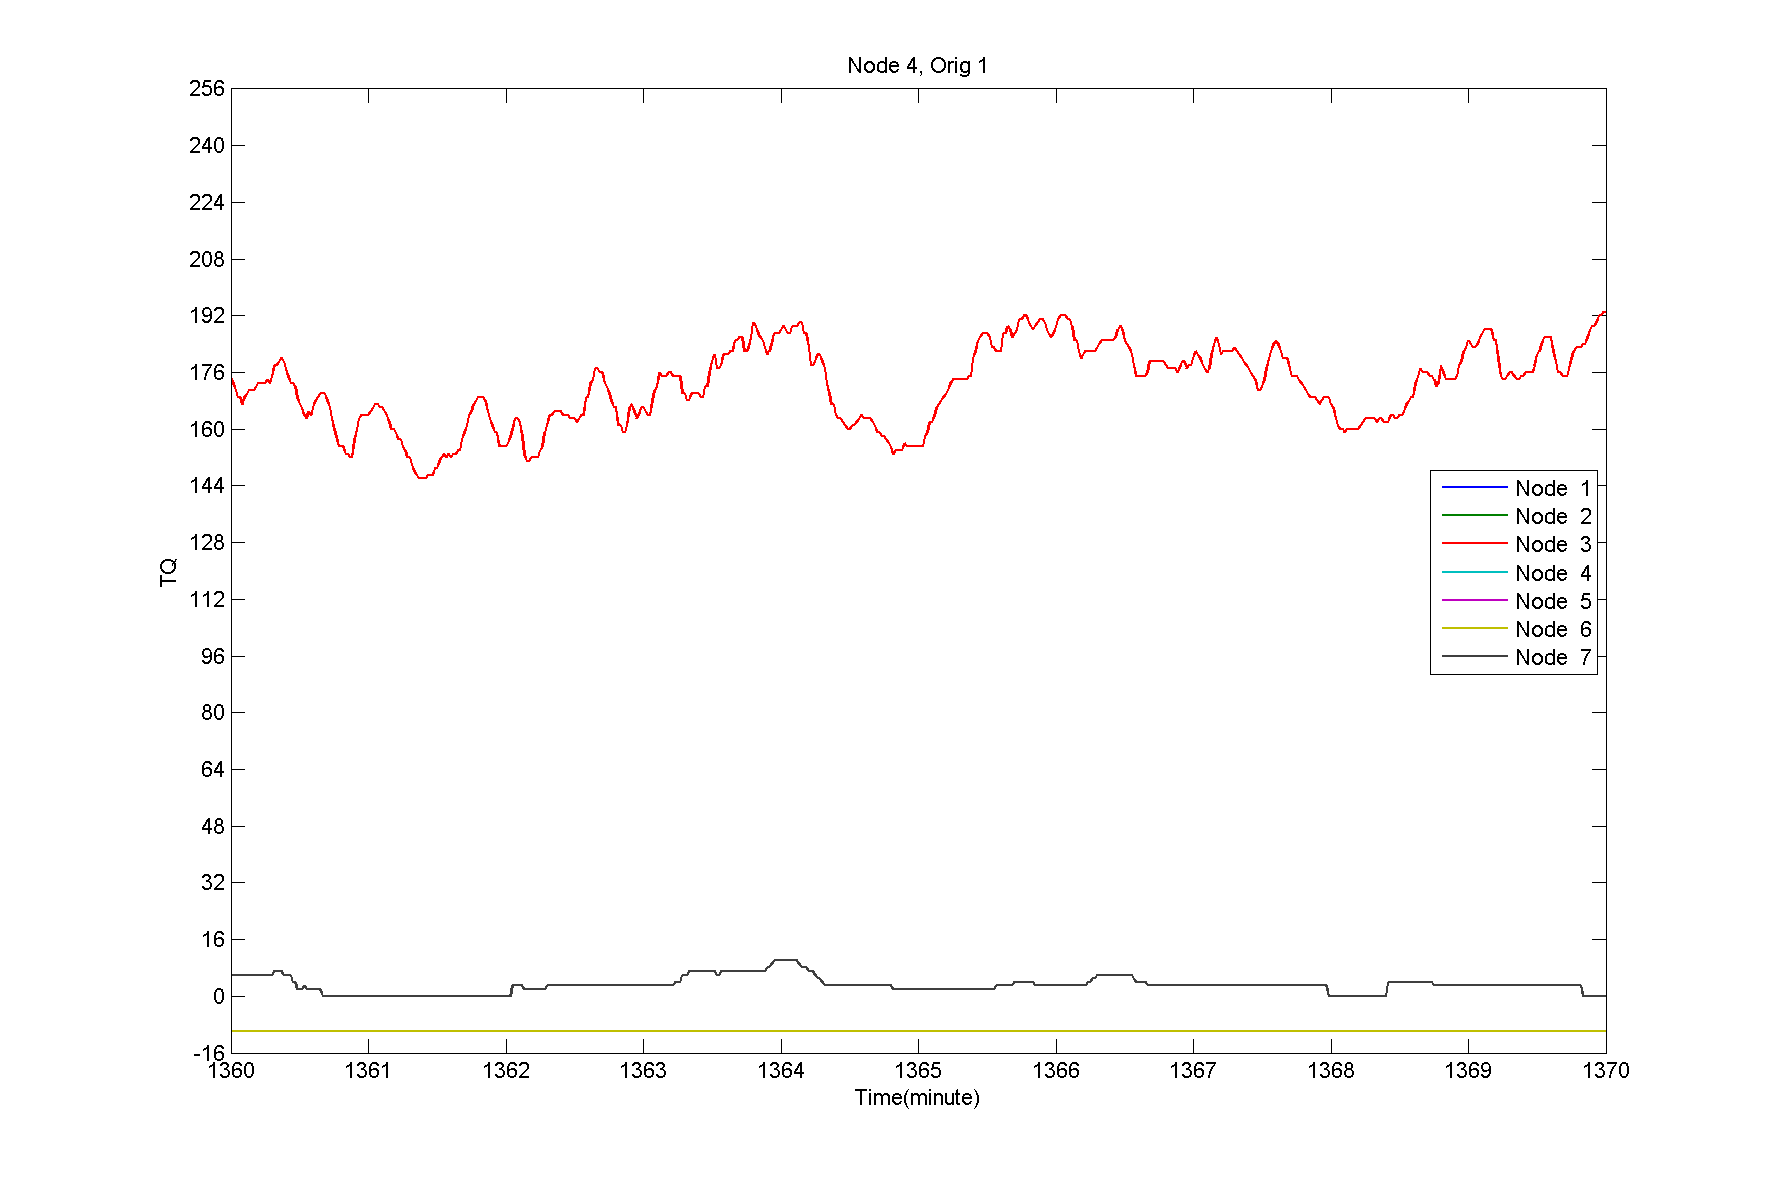 Node 4, Orig 1
256
240
224
208
192
176
160
144
128
112
96
80
64
48
32
16
0
-16
TQ
Node 1
Node 2
Node 3
Node 4
Node 5
Node 6
Node 7
1360 1361 1362 1363 1364 1365 1366 1367 1368 1369 1370
Time(minute)